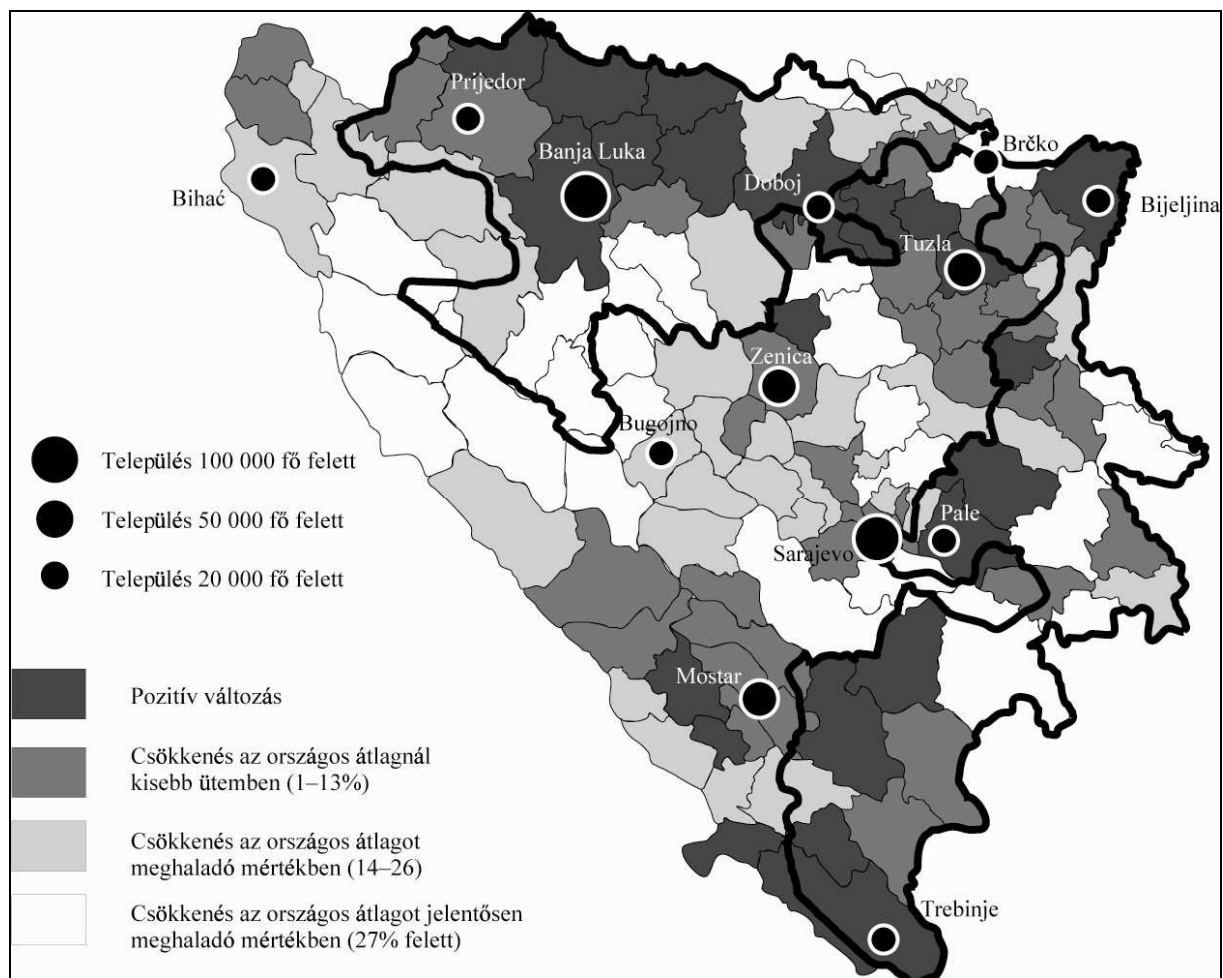 Prijedor
Banja Luka
Brčko
Doboj
Bihać
Bijeljina
Tuzla
Zenica
Bugojno
Település 100 000 fő felett
Település 50 000 fő felett
Pale
Sarajevo
Település 20 000 fő felett
Mostar
Pozitív változás
Csökkenés az országos átlagnál
kisebb ütemben (1–13%)
Csökkenés az országos átlagot
meghaladó mértékben (14–26)
Csökkenés az országos átlagot jelentősen
meghaladó mértékben (27% felett)
Trebinje